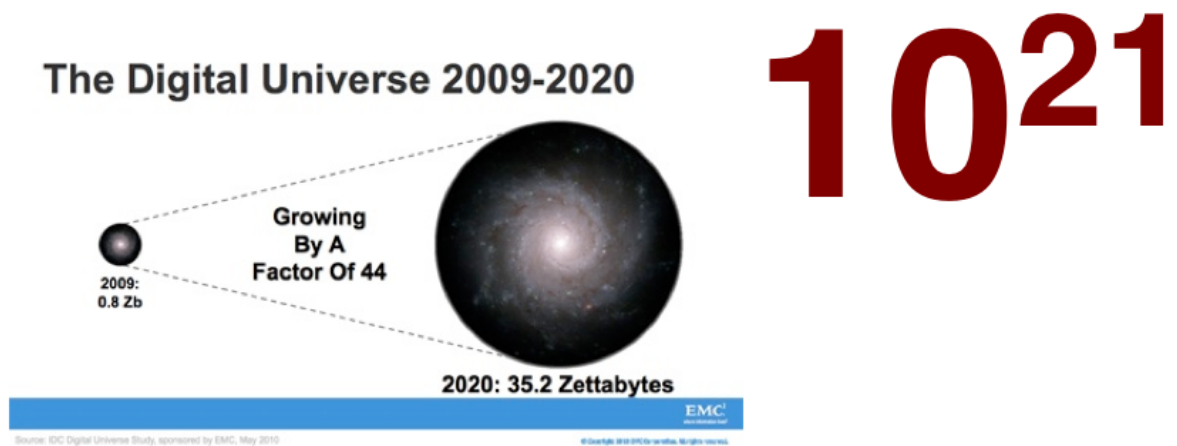 The Digital Universe 2009-2020
10²¹
Growing
By A
Factor Of 44
2009:
0.8 Zb
2020: 35.2 Zettabytes
EMC²
Source: IDC Digital Universe Study, sponsored by EMC, May 2010